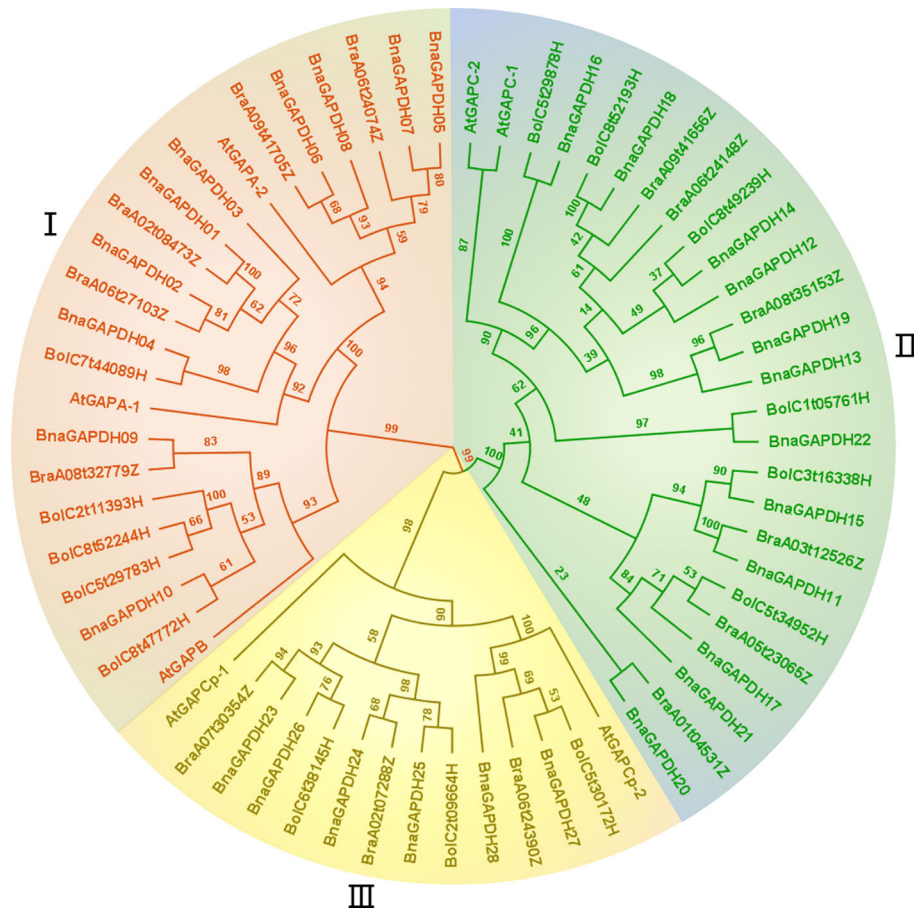 I
BnaGAPDH05
BnaGAPDH07
BraA06t24074Z
BnaGAPDH08
BnaGAPDH06
BraA09t41705Z
AtGAPA-2
BnaGAPDH03
BnaGAPDH01
BraA02t08473Z
BnaGAPDH02
BraA06t27103Z
BnaGAPDH04
BolC7t44089H
AtGAPA-1
BnaGAPDH09
BraA08t32779Z
BolC2t11393H
BolC8t52244H
BolC5t29783H
BnaGAPDH10
BolC8t47772H
AtGAPB
80
79
59
68
93
94
100
62
81
72
96
98
92
100
99
83
89
100
66
53
61
93
II
AtGAPC-2
AtGAPC-1
BolC5t29878H
BnaGAPDH16
BolC8t52193H
BnaGAPDH18
BraA09t41656Z
BraA06t24148Z
BolC8t49239H
BnaGAPDH14
BnaGAPDH12
BraA08t35153Z
BnaGAPDH19
BnaGAPDH13
BolC1t05761H
BnaGAPDH22
BolC3t16338H
BnaGAPDH15
BraA03t12526Z
BnaGAPDH11
BolC5t34952H
BraA05t23065Z
BnaGAPDH17
BnaGAPDH21
BraA01t04531Z
BnaGAPDH20
87
100
100
42
61
14
37
49
96
98
39
96
90
62
97
41
100
99
48
94
90
100
84
71
53
23
III
AtGAPCp-1
BraA07t30354Z
BnaGAPDH23
BnaGAPDH26
BolC6t38145H
BnaGAPDH24
BraA02t07288Z
BnaGAPDH25
BolC2t09664H
BnaGAPDH28
BraA06t24390Z
BnaGAPDH27
BolC5t30172H
AtGAPCp-2
98
90
58
94
93
76
98
68
78
100
99
69
53